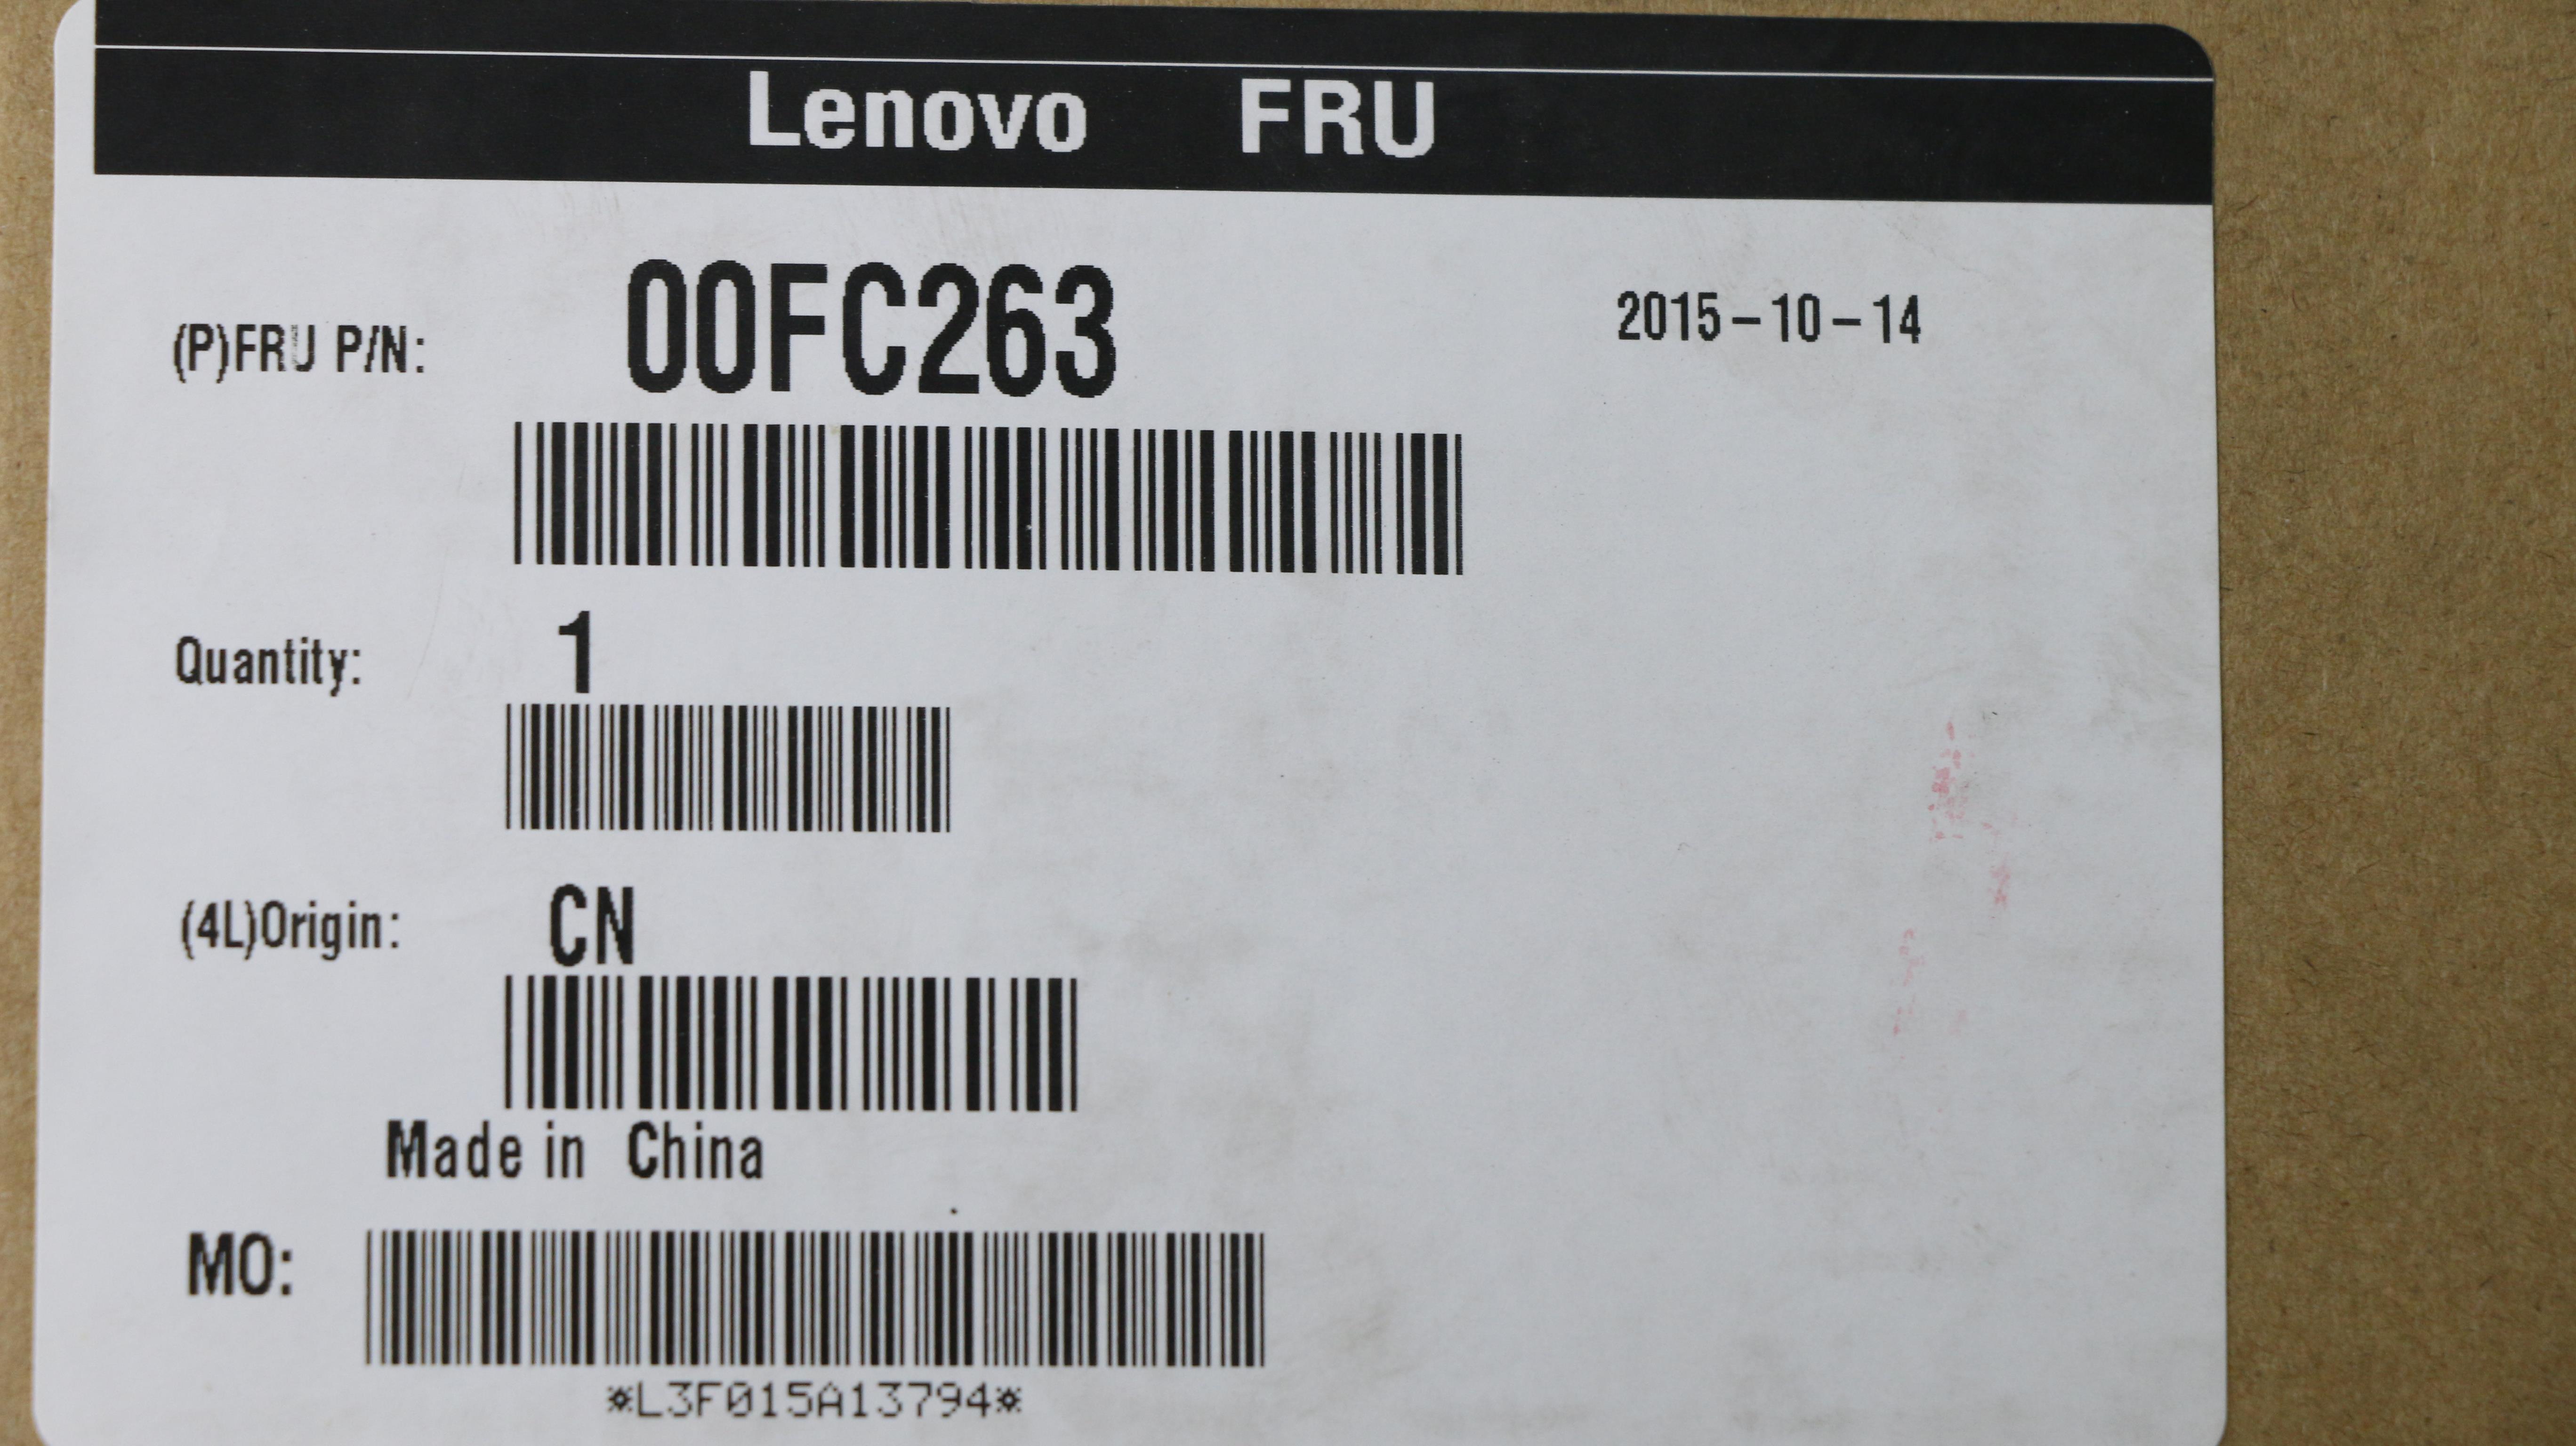 Lenovo FRU
(P)FRU P/N: 00FC263 2015-10-14
Quantity: 1
(4L)Origin: CN
Made in China
MO:
*L3F015A13794*